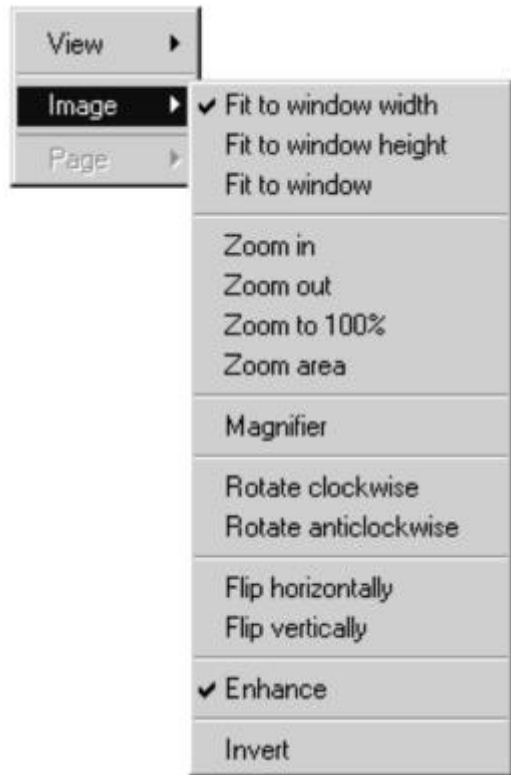 View
Image
Page
Fit to window width
Fit to window height
Fit to window
Zoom in
Zoom out
Zoom to 100%
Zoom area
Magnifier
Rotate clockwise
Rotate anticlockwise
Flip horizontally
Flip vertically
Enhance
Invert